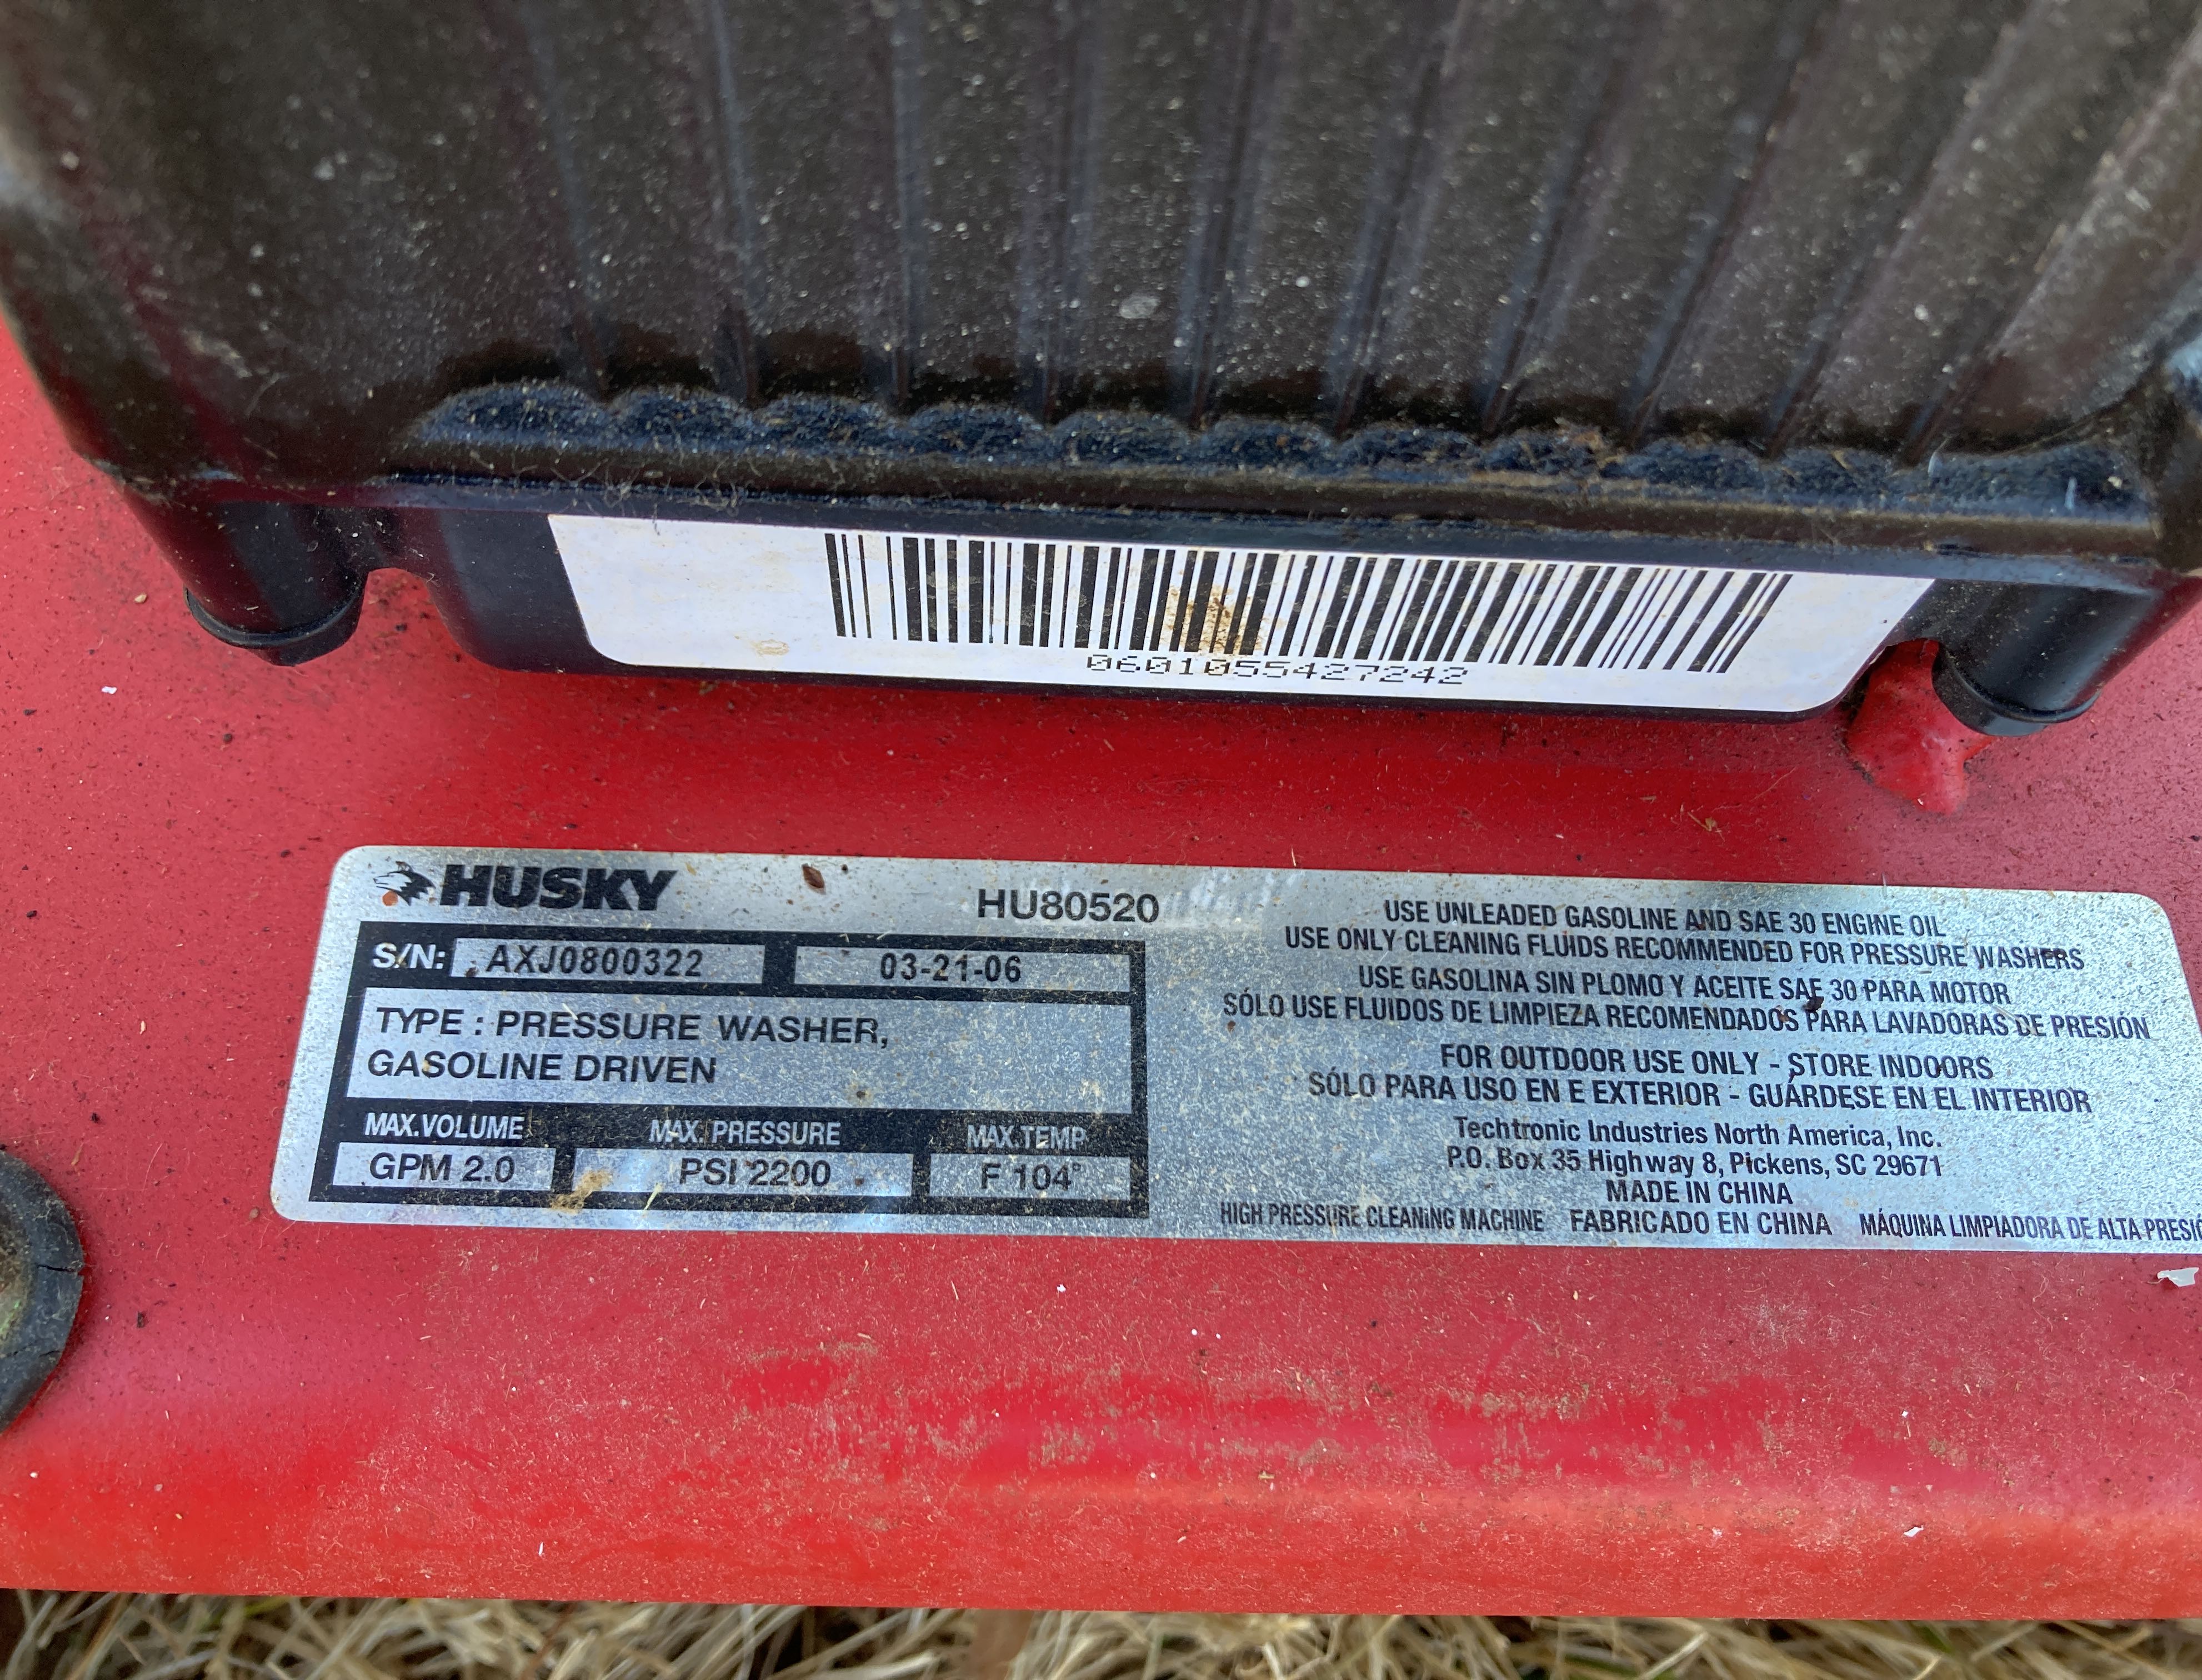 0601055427242
HUSKY
HU80520
S/N: AXJ0800322 03-21-06
TYPE : PRESSURE WASHER,
GASOLINE DRIVEN
MAX.VOLUME MAX. PRESSURE MAX.TEMP
GPM 2.0 PSI 2200 F 104°
USE UNLEADED GASOLINE AND SAE 30 ENGINE OIL
USE ONLY CLEANING FLUIDS RECOMMENDED FOR PRESSURE WASHERS
USE GASOLINA SIN PLOMO Y ACEITE SAE 30 PARA MOTOR
SÓLO USE FLUIDOS DE LIMPIEZA RECOMENDADOS PARA LAVADORAS DE PRESIÓN
FOR OUTDOOR USE ONLY - STORE INDOORS
SÓLO PARA USO EN E EXTERIOR - GUÁRDESE EN EL INTERIOR
Techtronic Industries North America, Inc.
P.O. Box 35 Highway 8, Pickens, SC 29671
MADE IN CHINA
HIGH PRESSURE CLEANING MACHINE FABRICADO EN CHINA MÁQUINA LIMPIADORA DE ALTA PRESIÓ